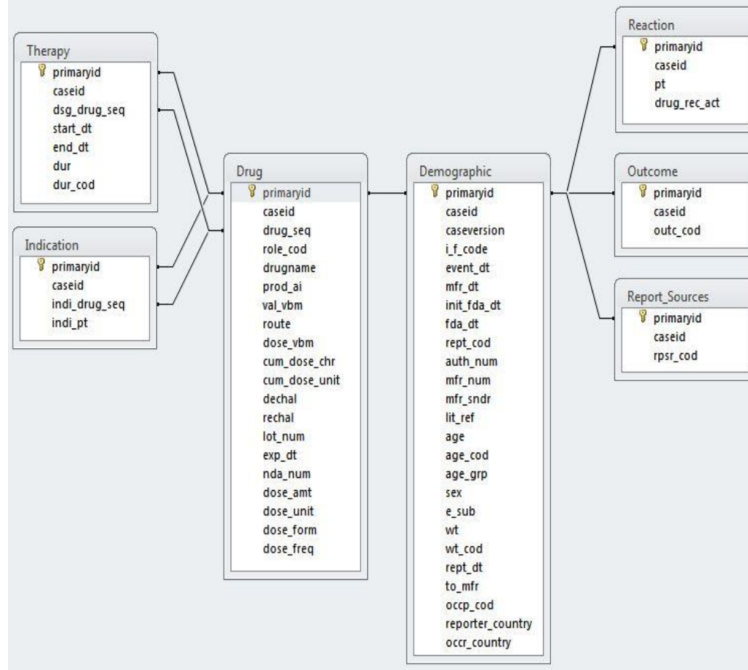 Therapy
primaryid
caseid
dsg_drug_seq
start_dt
end_dt
dur
dur_cod
Indication
primaryid
caseid
indi_drug_seq
indi_pt
Drug
primaryid
caseid
drug_seq
role_cod
drugname
prod_ai
val_vbm
route
dose_vbm
cum_dose_chr
cum_dose_unit
dechal
rechal
lot_num
exp_dt
nda_num
dose_amt
dose_unit
dose_form
dose_freq
Demographic
primaryid
caseid
caseversion
i_f_code
event_dt
mfr_dt
init_fda_dt
fda_dt
rept_cod
auth_num
mfr_num
mfr_sndr
lit_ref
age
age_cod
age_grp
sex
e_sub
wt
wt_cod
rept_dt
to_mfr
occp_cod
reporter_country
occr_country
Reaction
primaryid
caseid
pt
drug_rec_act
Outcome
primaryid
caseid
outc_cod
Report_Sources
primaryid
caseid
rpsr_cod